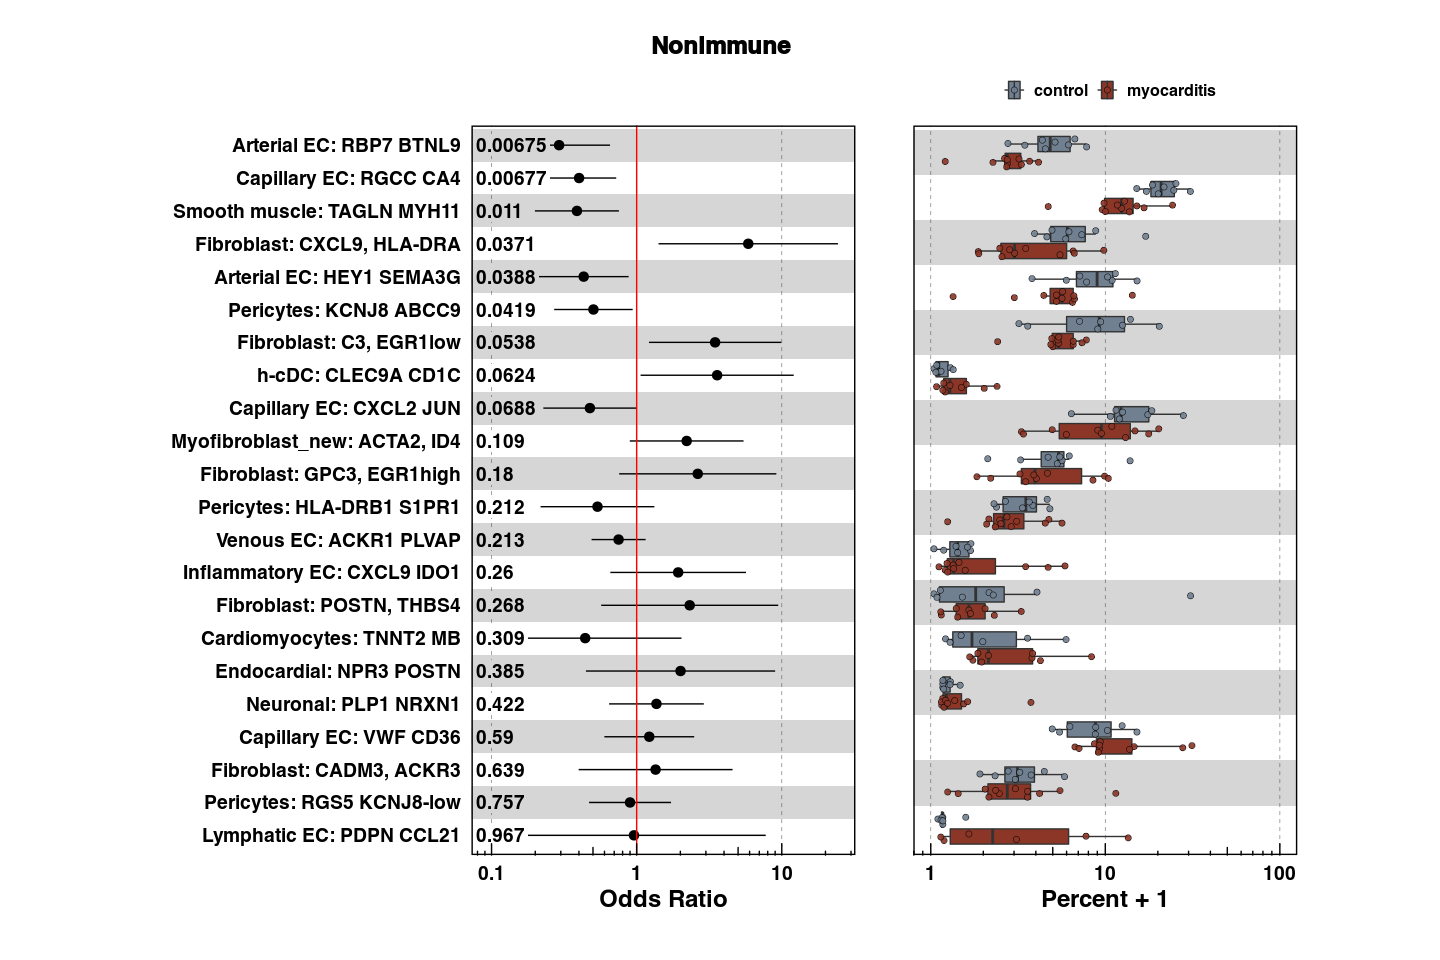 NonImmune
control myocarditis
Arterial EC: RBP7 BTNL9 0.00675
Capillary EC: RGCC CA4 0.00677
Smooth muscle: TAGLN MYH11 0.011
Fibroblast: CXCL9, HLA-DRA 0.0371
Arterial EC: HEY1 SEMA3G 0.0388
Pericytes: KCNJ8 ABCC9 0.0419
Fibroblast: C3, EGR1low 0.0538
h-cDC: CLEC9A CD1C 0.0624
Capillary EC: CXCL2 JUN 0.0688
Myofibroblast_new: ACTA2, ID4 0.109
Fibroblast: GPC3, EGR1high 0.18
Pericytes: HLA-DRB1 S1PR1 0.212
Venous EC: ACKR1 PLVAP 0.213
Inflammatory EC: CXCL9 IDO1 0.26
Fibroblast: POSTN, THBS4 0.268
Cardiomyocytes: TNNT2 MB 0.309
Endocardial: NPR3 POSTN 0.385
Neuronal: PLP1 NRXN1 0.422
Capillary EC: VWF CD36 0.59
Fibroblast: CADM3, ACKR3 0.639
Pericytes: RGS5 KCNJ8-low 0.757
Lymphatic EC: PDPN CCL21 0.967
0.1 1 10 1 10 100
Odds Ratio Percent + 1